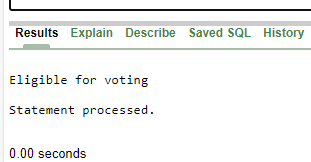 Results Explain Describe Saved SQL History
Eligible for voting
Statement processed.
0.00 seconds